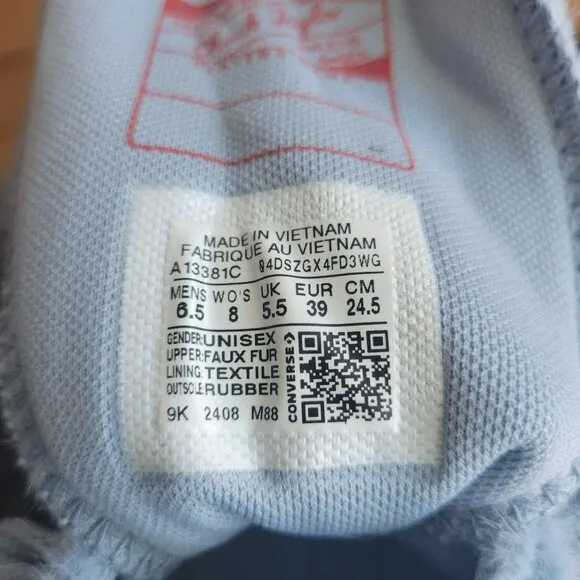 MADE IN VIETNAM
FABRIQUE AU VIETNAM
A13381C 04DSZGX4FD3WG
MENS WO'S UK EUR CM
6.5 8 5.5 39 24.5
GENDER:UNISEX
UPPER:FAUX FUR
LINING:TEXTILE
OUTSOLE:RUBBER
9K 2408 M88
CONVERSE